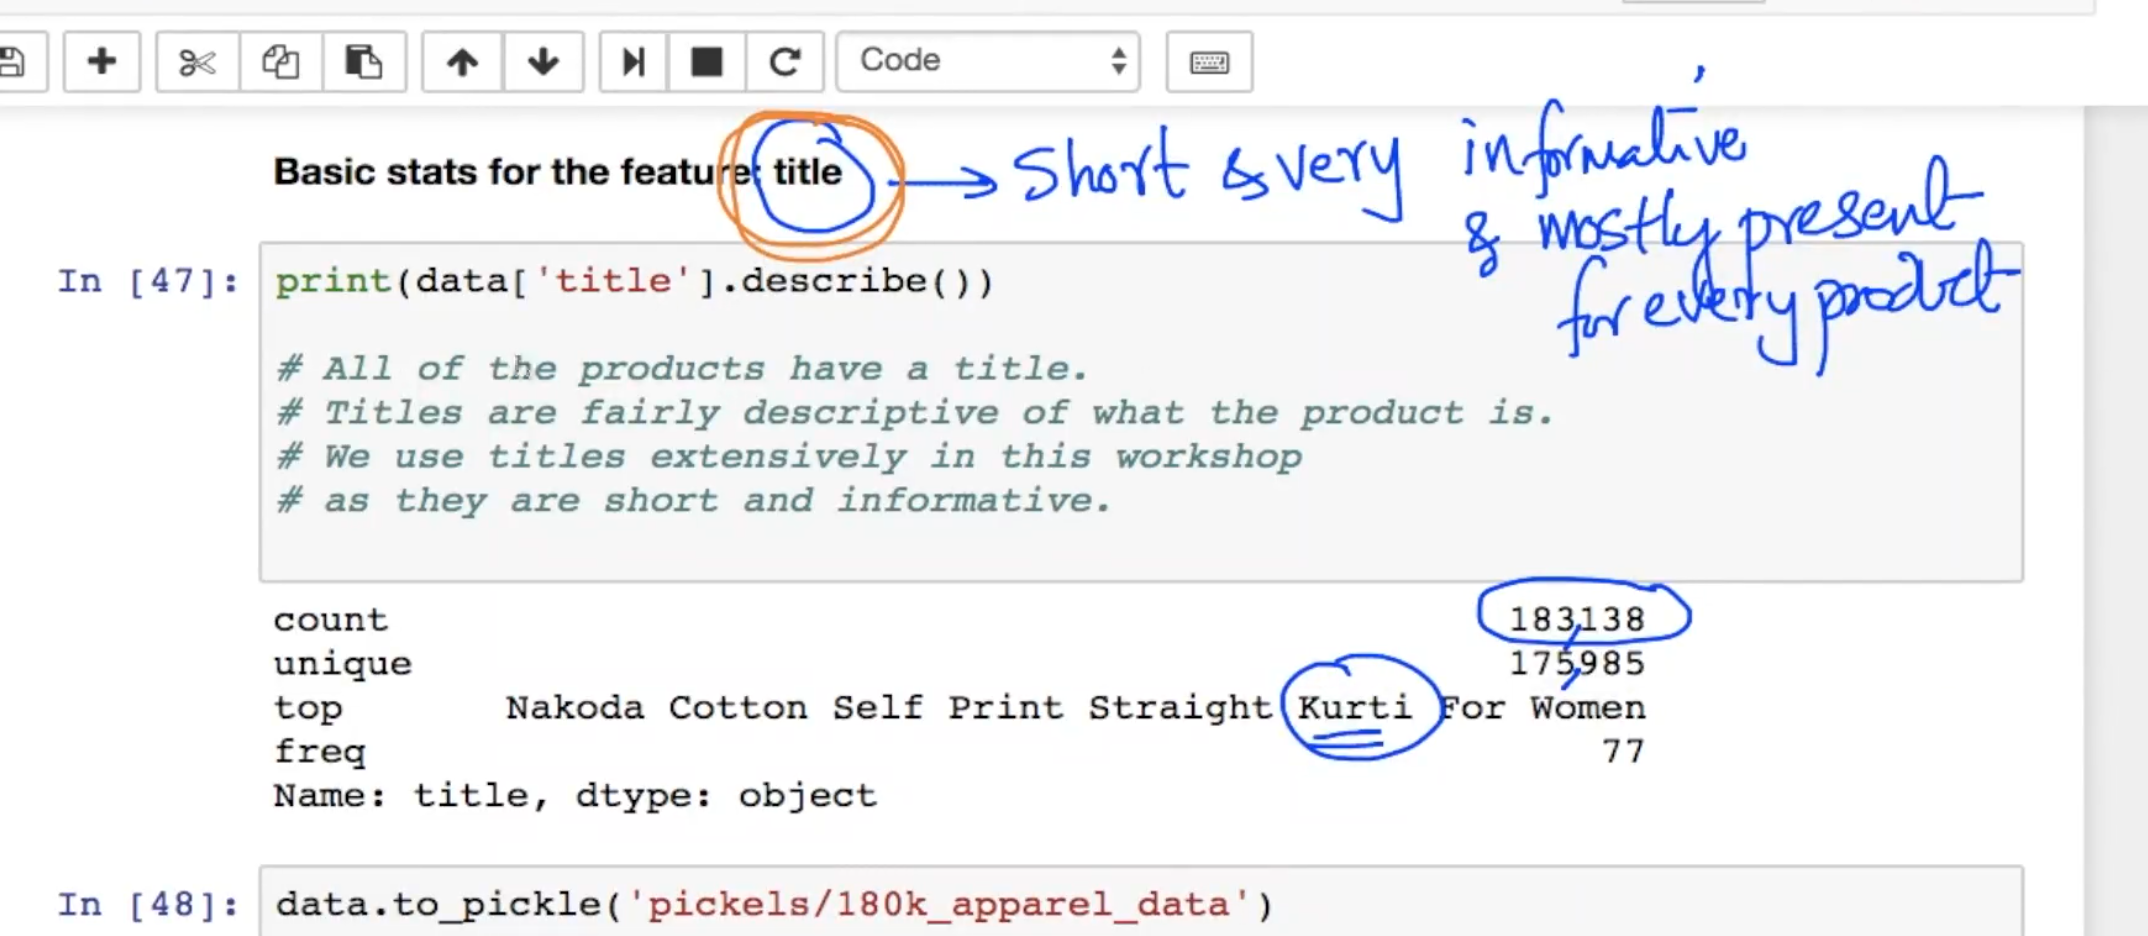 Code
Basic stats for the feature: title
→ Short & very informative
& mostly present
for every product
In [47]: print(data['title'].describe())
# All of the products have a title.
# Titles are fairly descriptive of what the product is.
# We use titles extensively in this workshop
# as they are short and informative.
count 183138
unique 175985
top Nakoda Cotton Self Print Straight Kurti For Women
freq 77
Name: title, dtype: object
In [48]: data.to_pickle('pickels/180k_apparel_data')